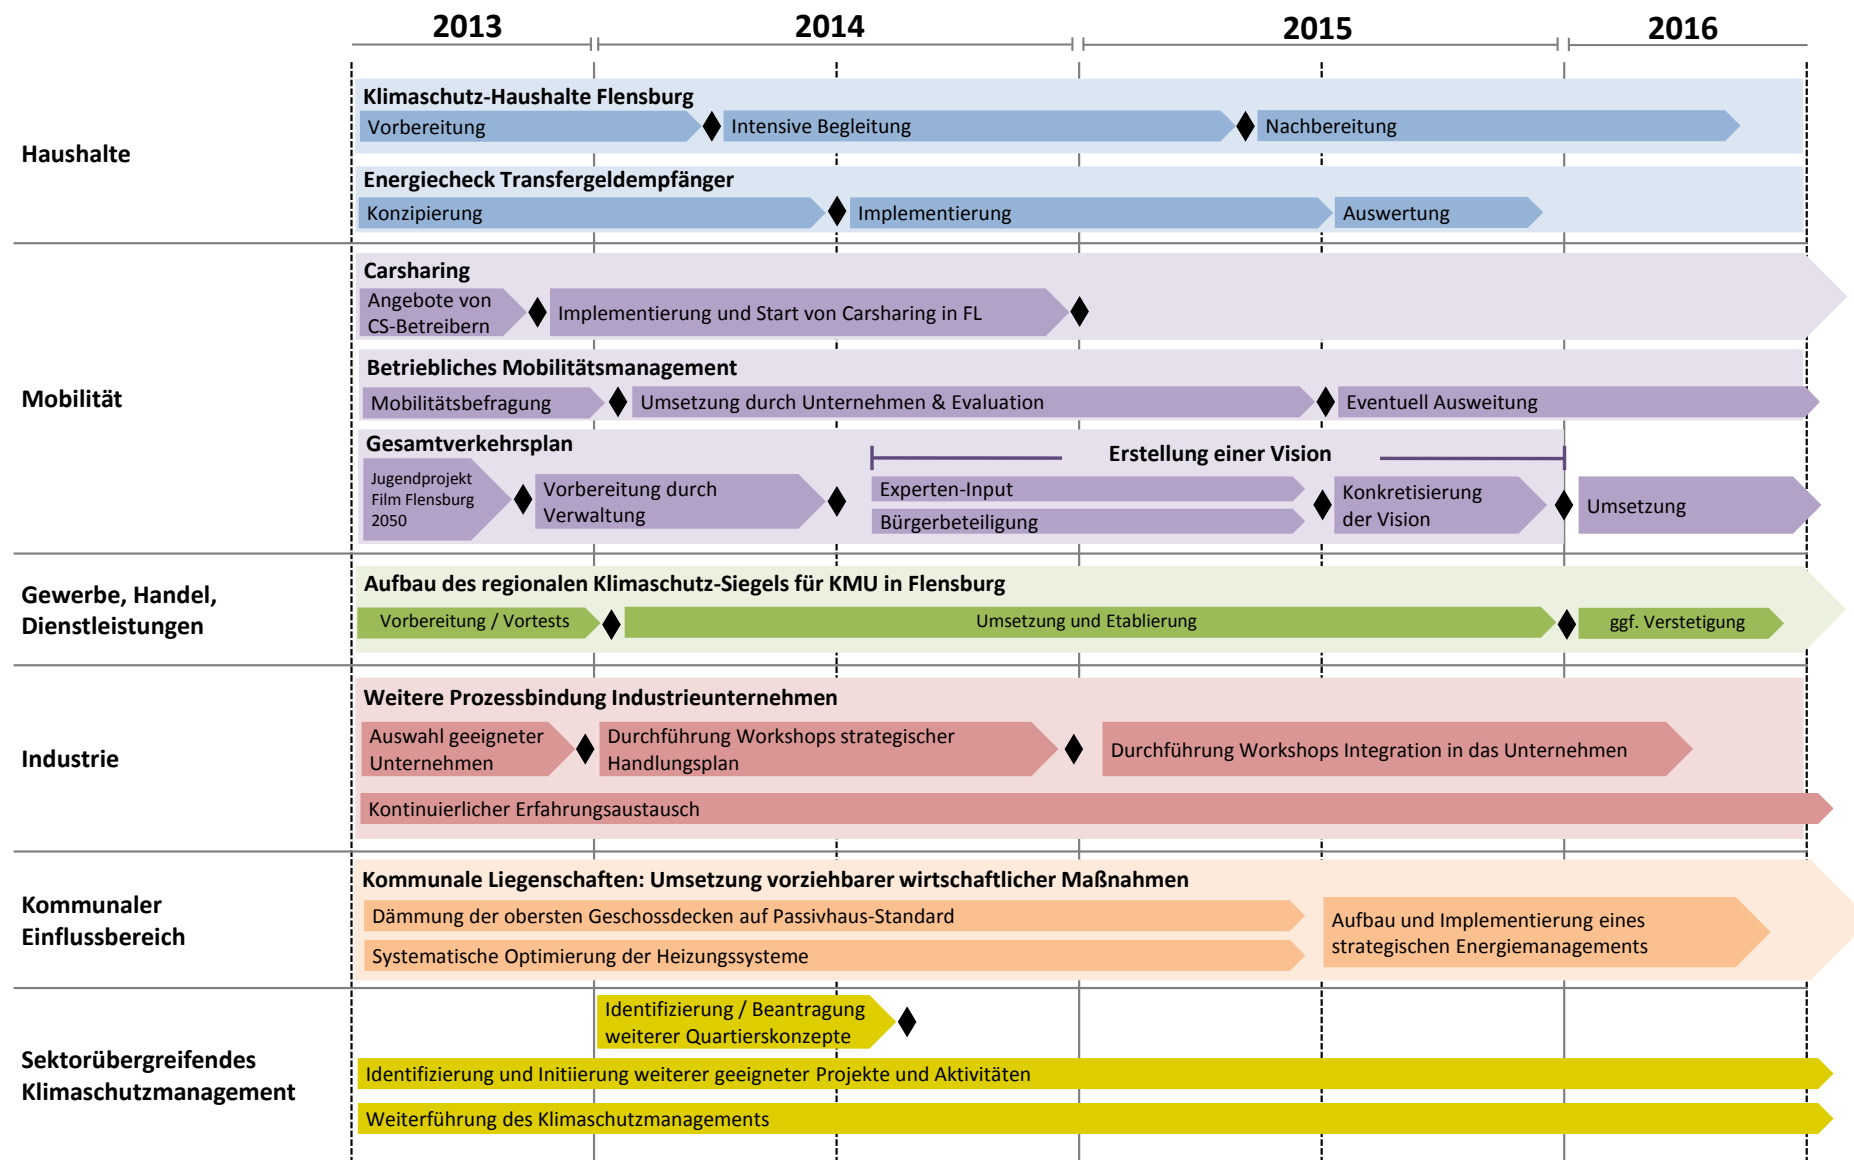 2013
2014
2015
2016
Haushalte
Klimaschutz-Haushalte Flensburg
Vorbereitung
Intensive Begleitung
Nachbereitung
Energiecheck Transfergeldempfänger
Konzipierung
Implementierung
Auswertung
Mobilität
Carsharing
Angebote von
CS-Betreibern
Implementierung und Start von Carsharing in FL
Betriebliches Mobilitätsmanagement
Mobilitätsbefragung
Umsetzung durch Unternehmen & Evaluation
Eventuell Ausweitung
Gesamtverkehrsplan
Erstellung einer Vision
Jugendprojekt
Film Flensburg
2050
Vorbereitung durch
Verwaltung
Experten-Input
Bürgerbeteiligung
Konkretisierung
der Vision
Umsetzung
Gewerbe, Handel,
Dienstleistungen
Aufbau des regionalen Klimaschutz-Siegels für KMU in Flensburg
Vorbereitung / Vortests
Umsetzung und Etablierung
ggf. Verstetigung
Industrie
Weitere Prozessbindung Industrieunternehmen
Auswahl geeigneter
Unternehmen
Durchführung Workshops strategischer
Handlungsplan
Durchführung Workshops Integration in das Unternehmen
Kontinuierlicher Erfahrungsaustausch
Kommunaler
Einflussbereich
Kommunale Liegenschaften: Umsetzung vorziehbarer wirtschaftlicher Maßnahmen
Dämmung der obersten Geschossdecken auf Passivhaus-Standard
Systematische Optimierung der Heizungssysteme
Aufbau und Implementierung eines
strategischen Energiemanagements
Sektorübergreifendes
Klimaschutzmanagement
Identifizierung / Beantragung
weiterer Quartierskonzepte
Identifizierung und Initiierung weiterer geeigneter Projekte und Aktivitäten
Weiterführung des Klimaschutzmanagements